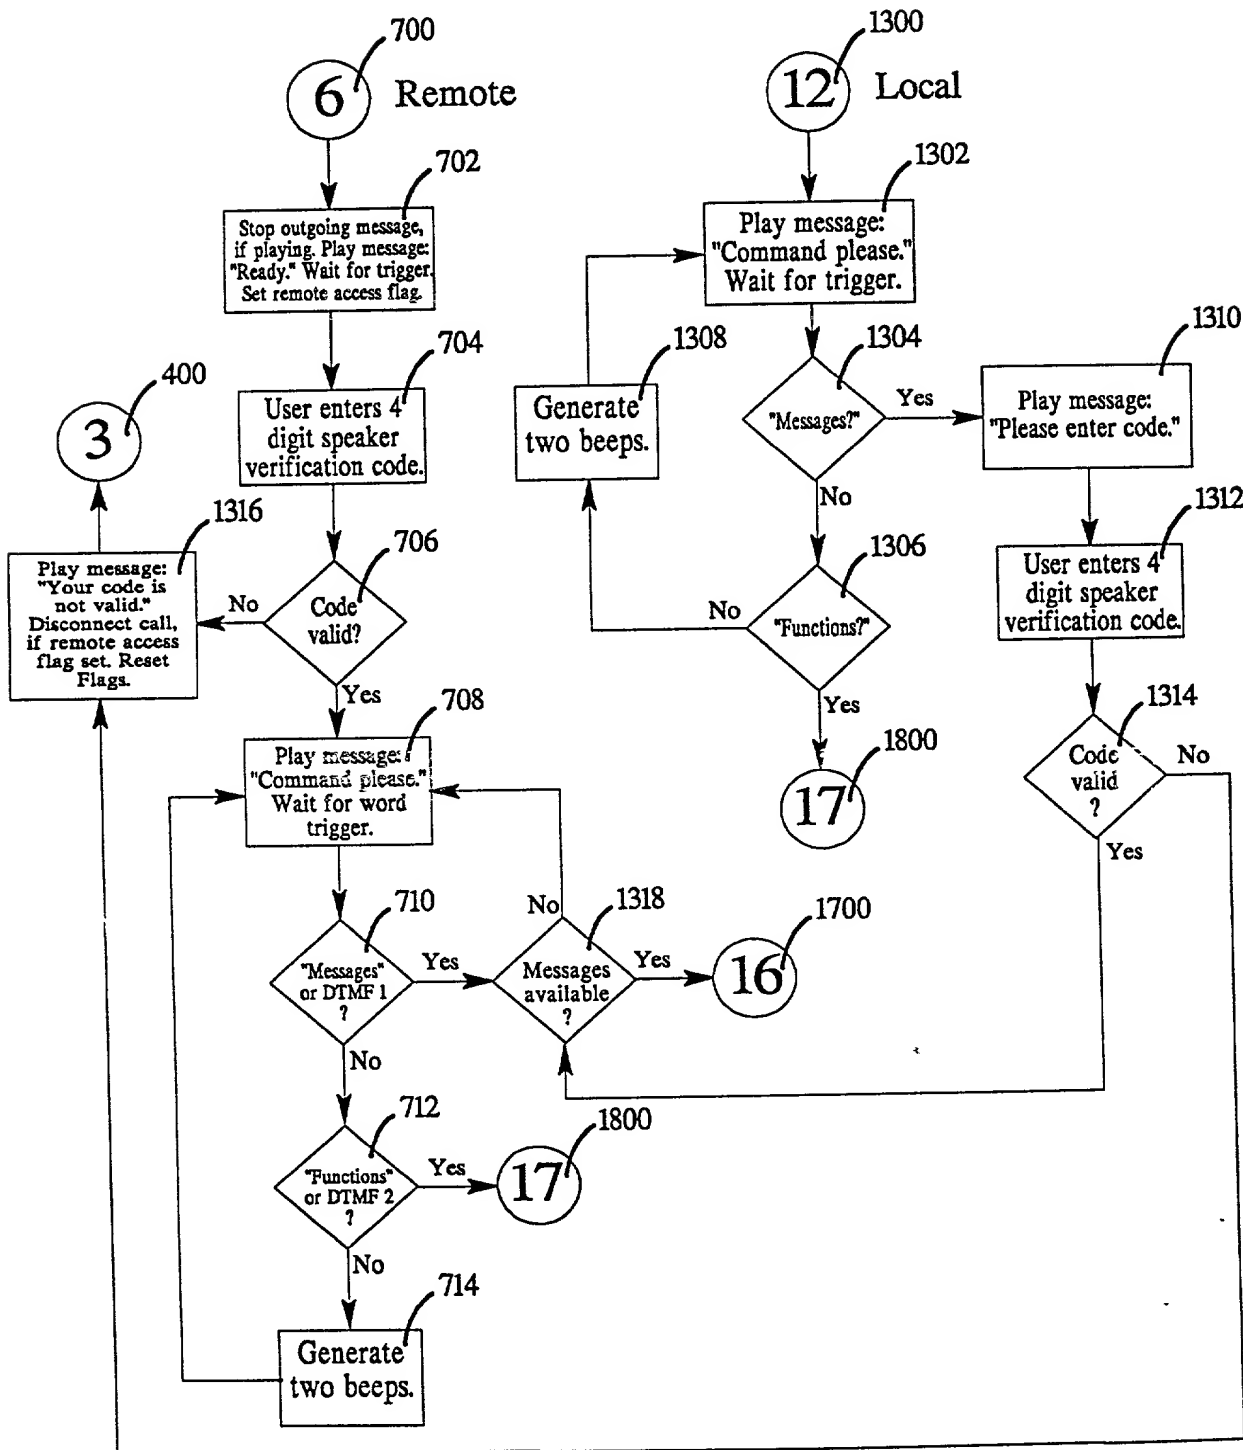 700
6
Remote
702
Stop outgoing message,
if playing. Play message:
"Ready." Wait for trigger.
Set remote access flag.
704
User enters 4
digit speaker
verification code.
400
3
1316
Play message:
"Your code is
not valid."
Disconnect call,
if remote access
flag set. Reset
Flags.
706
Code
valid?
No
Yes
708
Play message:
"Command please."
Wait for word
trigger.
710
"Messages"
or DTMF 1
?
Yes
No
1318
Messages
available
?
No
Yes
1700
16
712
"Functions"
or DTMF 2
?
Yes
No
1800
17
714
Generate
two beeps.
1300
12
Local
1302
Play message:
"Command please."
Wait for trigger.
1308
Generate
two beeps.
1304
"Messages?"
Yes
No
1306
"Functions?"
No
Yes
1800
17
1310
Play message:
"Please enter code."
1312
User enters 4
digit speaker
verification code.
1314
Code
valid
?
No
Yes